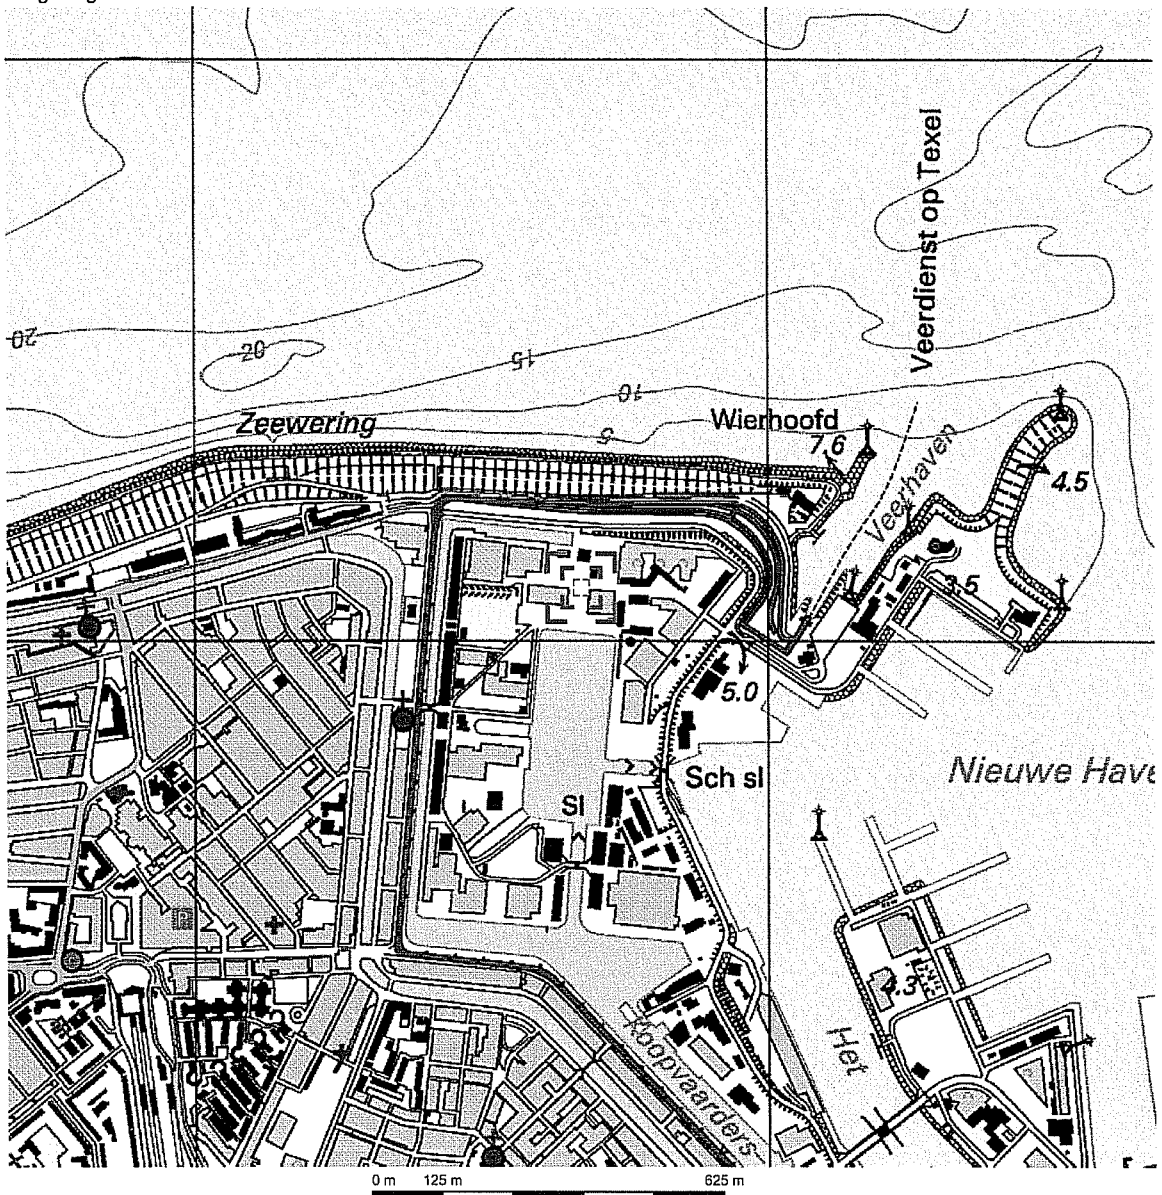 Veerdienst op Texel
20
20
15
10
5
Zeewering
Wierhoofd
7.6
Veerhaven
4.5
3.5
5.0
Sch sl
Sl
Nieuwe Have
4.3
Het
Koopvaarders-
0 m 125 m 625 m